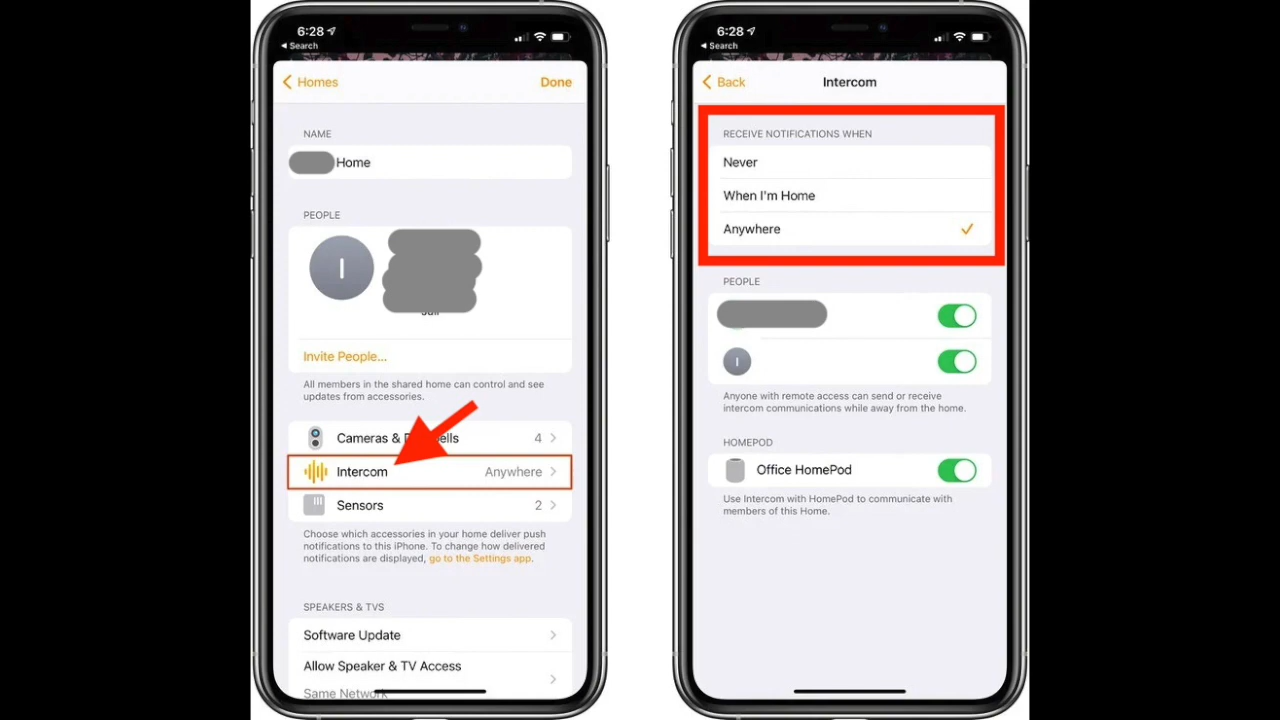 6:28
Search
Homes
Done
NAME
Home
PEOPLE
I
Invite People...
All members in the shared home can control and see
updates from accessories.
Cameras & 4
Intercom Anywhere
Sensors 2
Choose which accessories in your home deliver push
notifications to this iPhone. To change how delivered
notifications are displayed, go to the Settings app.
SPEAKERS & TVS
Software Update
Allow Speaker & TV Access
Same Network
6:28
Search
Back
Intercom
RECEIVE NOTIFICATIONS WHEN
Never
When I'm Home
Anywhere
PEOPLE
I
Anyone with remote access can send or receive
intercom communications while away from the home.
HOMEPOD
Office HomePod
Use Intercom with HomePod to communicate with
members of this Home.